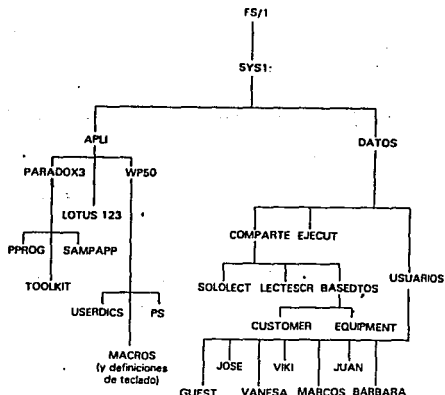 FS/1
SYS1:
APLI
DATOS
PARADOX3
WP50
LOTUS 123
COMPARTE
EJECUT
PPROG
SAMPAPP
USUARIOS
TOOLKIT
SOLOLECT
LECTESCR
BASEDTOS
USERDICS
PS
CUSTOMER
EQUIPMENT
MACROS
(y definiciones
de teclado)
JOSE
VIKI
JUAN
GUEST
VANESA
MARCOS
BARBARA